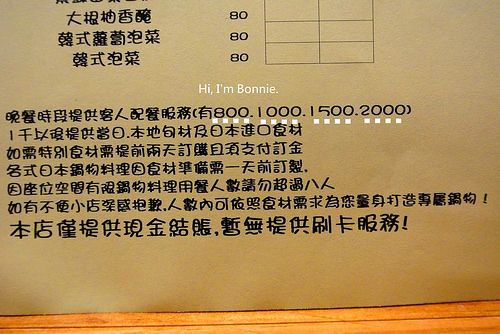 大根柚香醃 80
韓式蘿蔔泡菜 80
韓式泡菜 80
Hi, I'm Bonnie.
晚餐時段提供客人配餐服務(有800.1000.1500.2000)
1千以後提供當日.本地旬材及日本進口食材
如需特別食材需提前兩天訂購且須支付訂金
各式日本鍋物料理因食材準備需一天前訂製.
因座位空間有限鍋物料理用餐人數請勿超過八人
如有不便小店深感抱歉.人數內可依照食材需求為您量身打造專屬鍋物!
本店僅提供現金結賬,暫無提供刷卡服務!